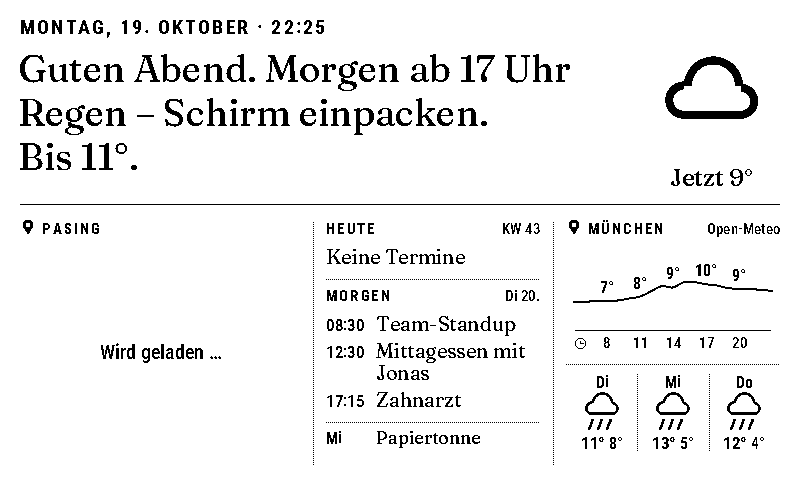 MONTAG, 19. OKTOBER · 22:25
Guten Abend. Morgen ab 17 Uhr
Regen – Schirm einpacken.
Bis 11°.
Jetzt 9°
PASING
Wird geladen ...
HEUTE KW 43
Keine Termine
MORGEN Di 20.
08:30 Team-Standup
12:30 Mittagessen mit
Jonas
17:15 Zahnarzt
Mi Papiertonne
MÜNCHEN Open-Meteo
7° 8° 9° 10° 9°
8 11 14 17 20
Di Mi Do
11° 8° 13° 5° 12° 4°